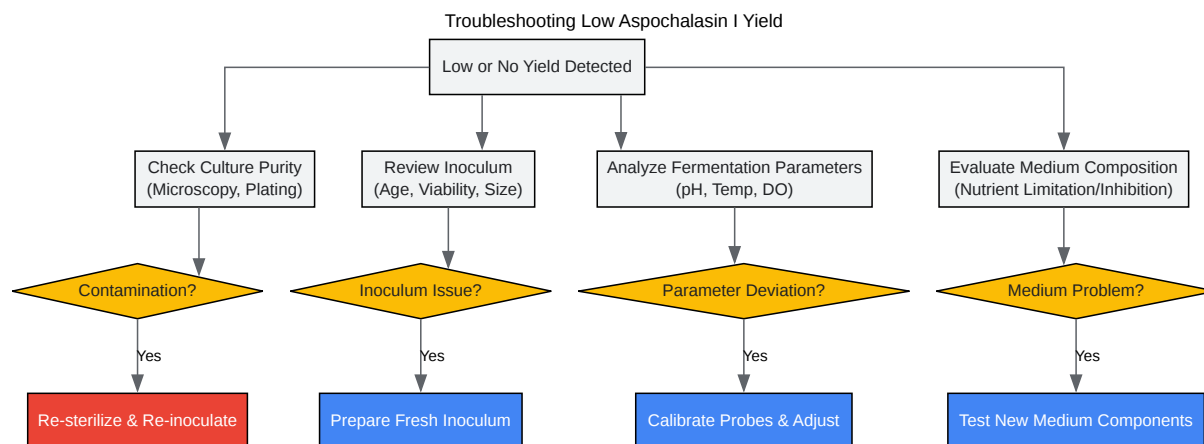 Troubleshooting Low Aspochalasin I Yield
Low or No Yield Detected
Check Culture Purity
(Microscopy, Plating)
Review Inoculum
(Age, Viability, Size)
Analyze Fermentation Parameters
(pH, Temp, DO)
Evaluate Medium Composition
(Nutrient Limitation/Inhibition)
Contamination?
Inoculum Issue?
Parameter Deviation?
Medium Problem?
Yes
Yes
Yes
Yes
Re-sterilize & Re-inoculate
Prepare Fresh Inoculum
Calibrate Probes & Adjust
Test New Medium Components